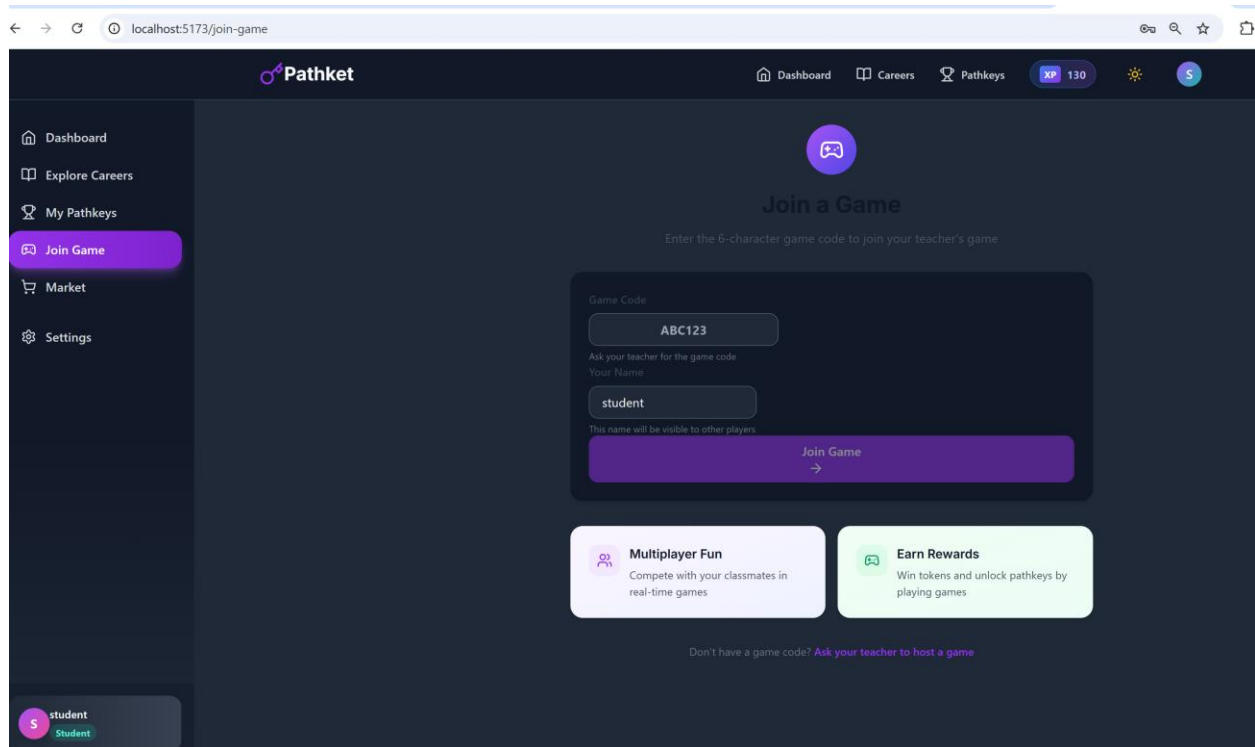 localhost:5173/join-game
Pathket
Dashboard
Careers
Pathkeys
XP 130
S
Dashboard
Explore Careers
My Pathkeys
Join Game
Market
Settings
Join a Game
Enter the 6-character game code to join your teacher's game
Game Code
ABC123
Ask your teacher for the game code
Your Name
student
This name will be visible to other players
Join Game
Multiplayer Fun
Compete with your classmates in
real-time games
Earn Rewards
Win tokens and unlock pathkeys by
playing games
Don't have a game code? Ask your teacher to host a game
S
student
Student